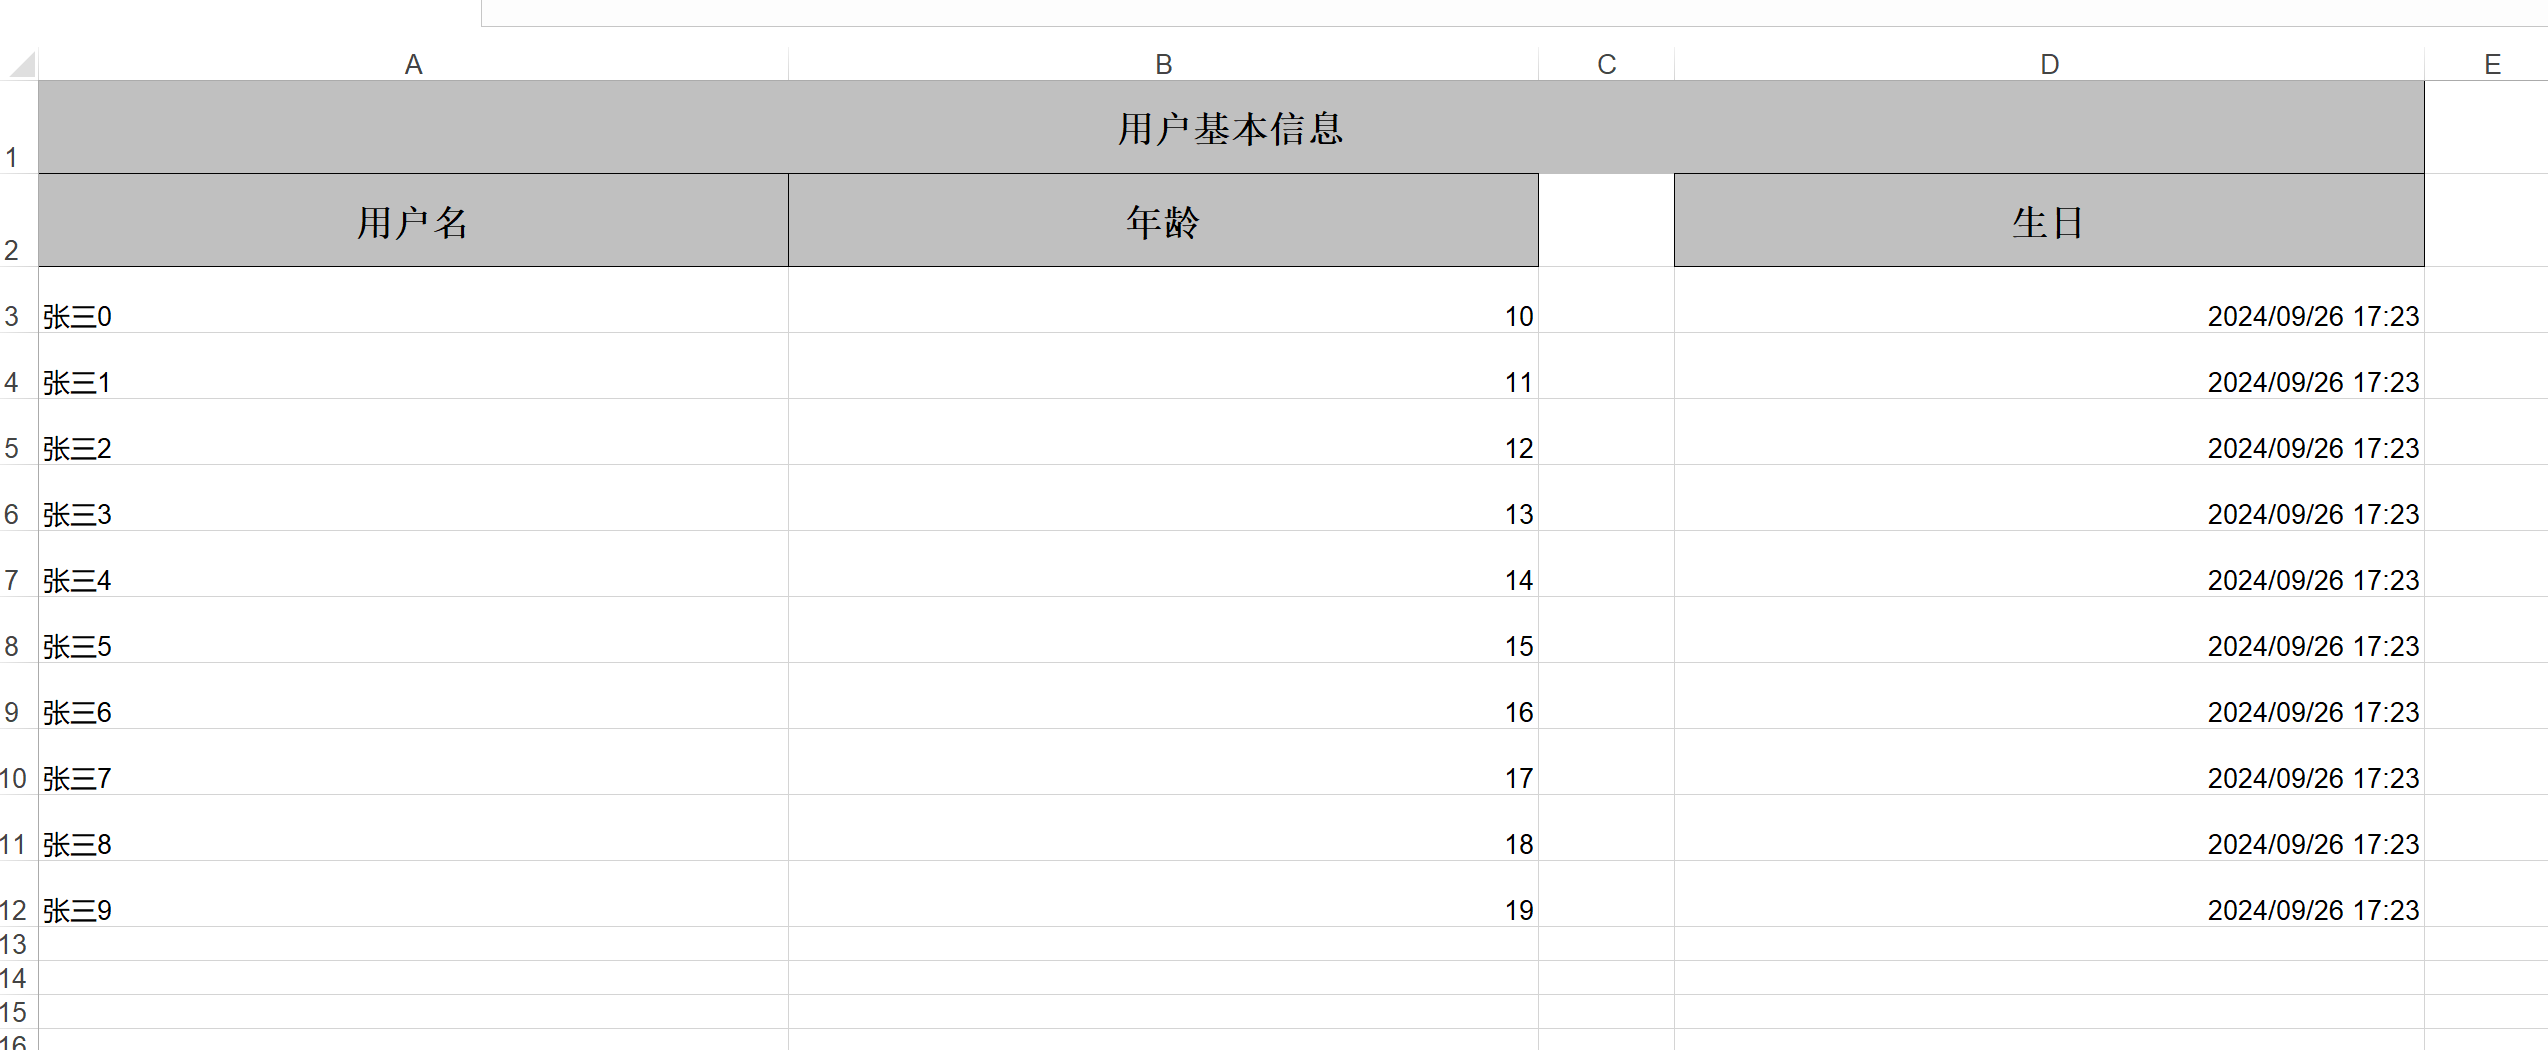 A B C D E
1 用户基本信息
2 用户名 年龄 生日
3 张三0 10 2024/09/26 17:23
4 张三1 11 2024/09/26 17:23
5 张三2 12 2024/09/26 17:23
6 张三3 13 2024/09/26 17:23
7 张三4 14 2024/09/26 17:23
8 张三5 15 2024/09/26 17:23
9 张三6 16 2024/09/26 17:23
10 张三7 17 2024/09/26 17:23
11 张三8 18 2024/09/26 17:23
12 张三9 19 2024/09/26 17:23
13
14
15
16